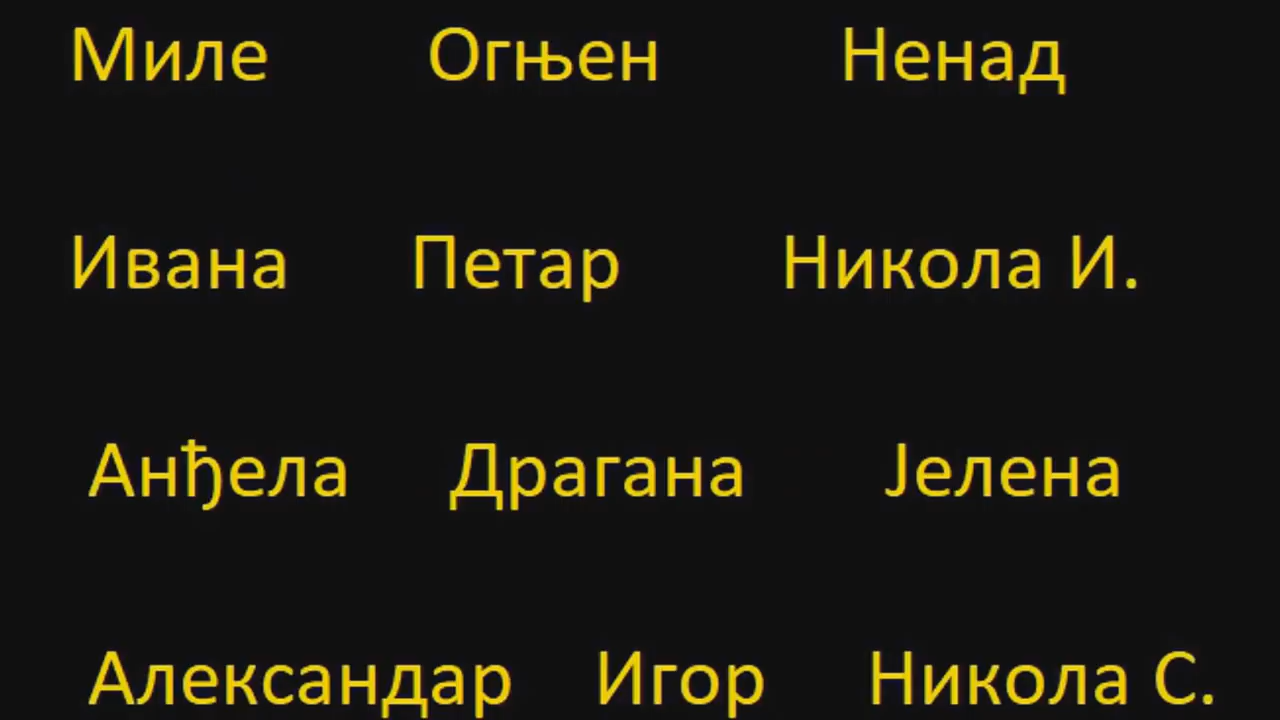 Миле Огњен Ненад
Ивана Петар Никола И.
Анђела Драгана Јелена
Александар Игор Никола С.